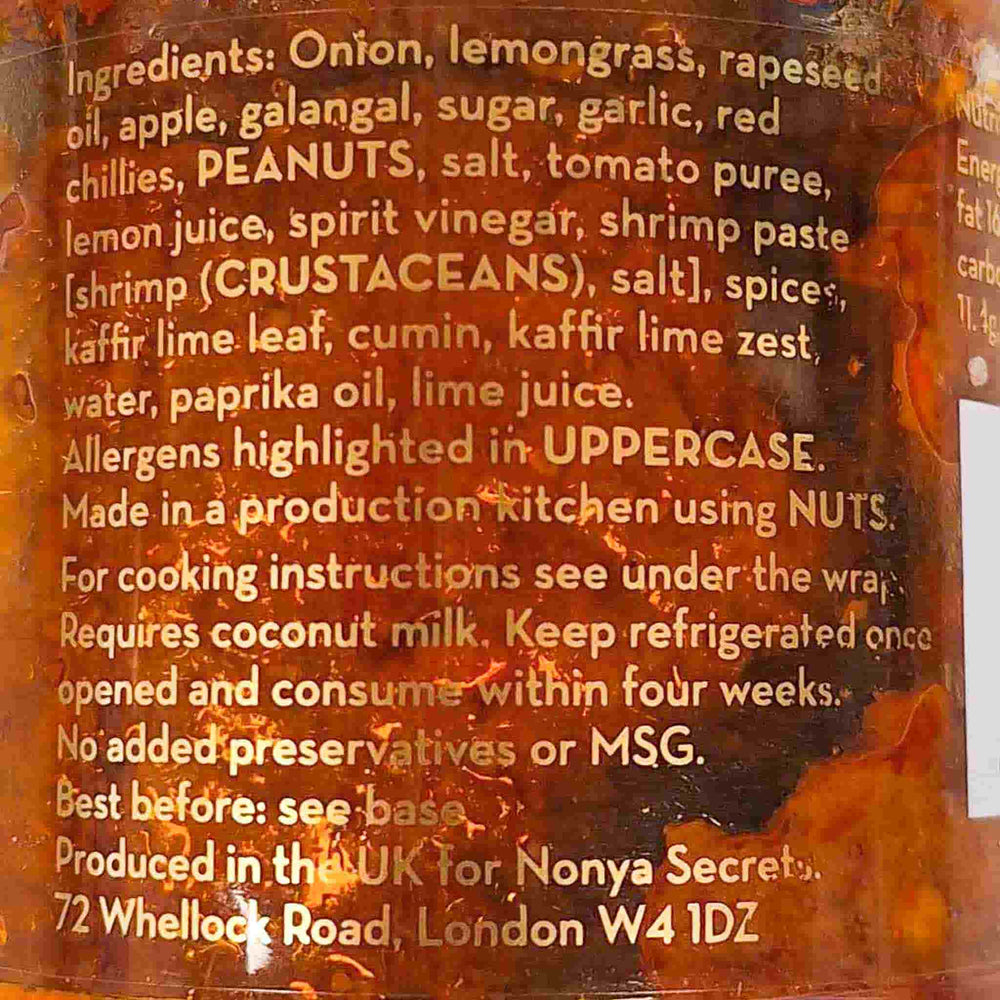 Ingredients: Onion, lemongrass, rapeseed
oil, apple, galangal, sugar, garlic, red
chillies, PEANUTS, salt, tomato puree,
lemon juice, spirit vinegar, shrimp paste
[shrimp (CRUSTACEANS), salt], spices,
kaffir lime leaf, cumin, kaffir lime zest,
water, paprika oil, lime juice.
Allergens highlighted in UPPERCASE.
Made in a production kitchen using NUTS.
For cooking instructions see under the wrap.
Requires coconut milk. Keep refrigerated once
opened and consume within four weeks.
No added preservatives or MSG.
Best before: see base
Produced in the UK for Nonya Secrets.
72 Whellock Road, London W4 1DZ